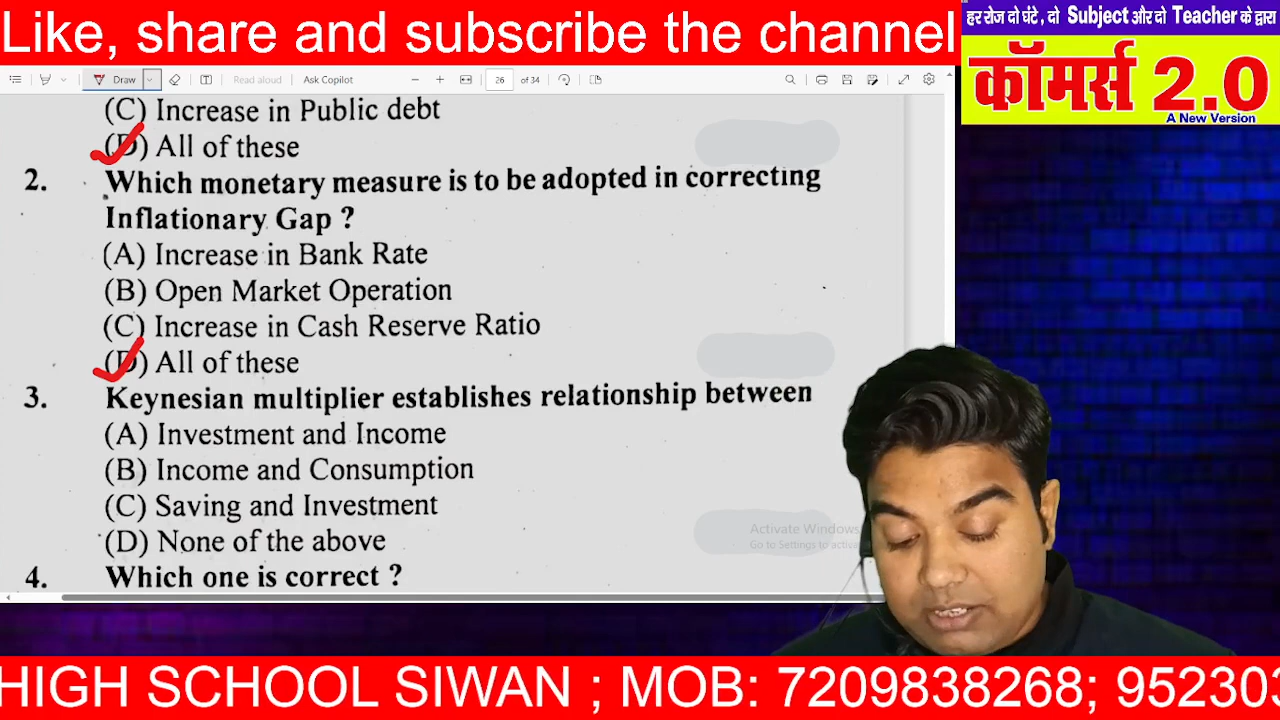 Like, share and subscribe the channel
हर रोज दो घंटे, दो Subject और दो Teacher के द्वारा
कॉमर्स 2.0
A New Version
Draw
Read aloud
Ask Copilot
26 of 34
(C) Increase in Public debt
(D) All of these
2. Which monetary measure is to be adopted in correcting
Inflationary Gap ?
(A) Increase in Bank Rate
(B) Open Market Operation
(C) Increase in Cash Reserve Ratio
(D) All of these
3. Keynesian multiplier establishes relationship between
(A) Investment and Income
(B) Income and Consumption
(C) Saving and Investment
(D) None of the above
Activate Windows
Go to Settings to
4. Which one is correct ?
HIGH SCHOOL SIWAN ; MOB: 7209838268; 95230